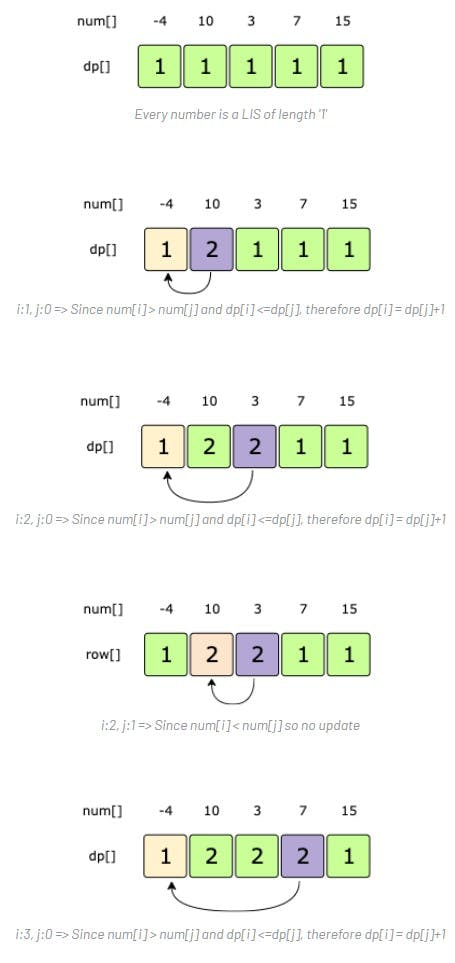 num[] -4 10 3 7 15
dp[] 1 1 1 1 1
Every number is a LIS of length '1'
num[] -4 10 3 7 15
dp[] 1 2 1 1 1
i:1, j:0 => Since num[i] > num[j] and dp[i] <=dp[j], therefore dp[i] = dp[j]+1
num[] -4 10 3 7 15
dp[] 1 2 2 1 1
i:2, j:0 => Since num[i] > num[j] and dp[i] <=dp[j], therefore dp[i] = dp[j]+1
num[] -4 10 3 7 15
row[] 1 2 2 1 1
i:2, j:1 => Since num[i] < num[j] so no update
num[] -4 10 3 7 15
dp[] 1 2 2 2 1
i:3, j:0 => Since num[i] > num[j] and dp[i] <=dp[j], therefore dp[i] = dp[j]+1